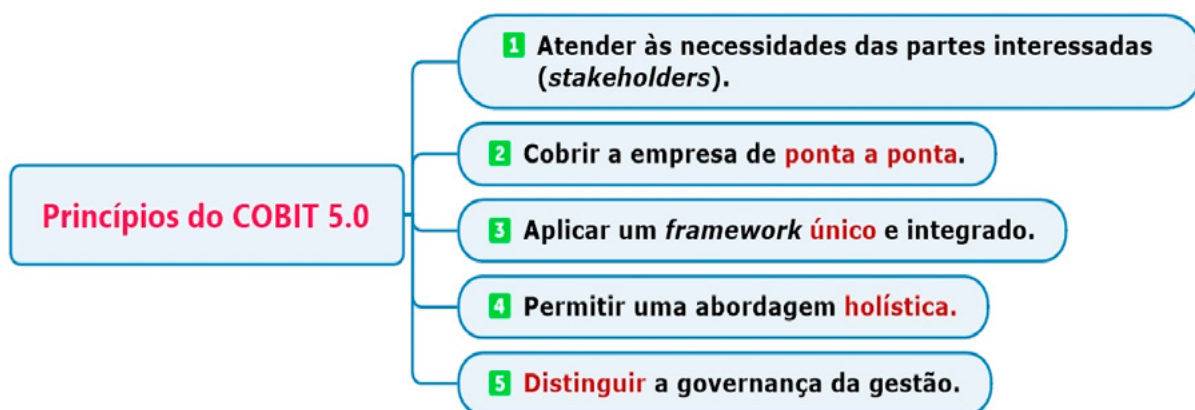 1 Atender às necessidades das partes interessadas
(stakeholders).
2 Cobrir a empresa de ponta a ponta.
Princípios do COBIT 5.0
3 Aplicar um framework único e integrado.
4 Permitir uma abordagem holística.
5 Distinguir a governança da gestão.